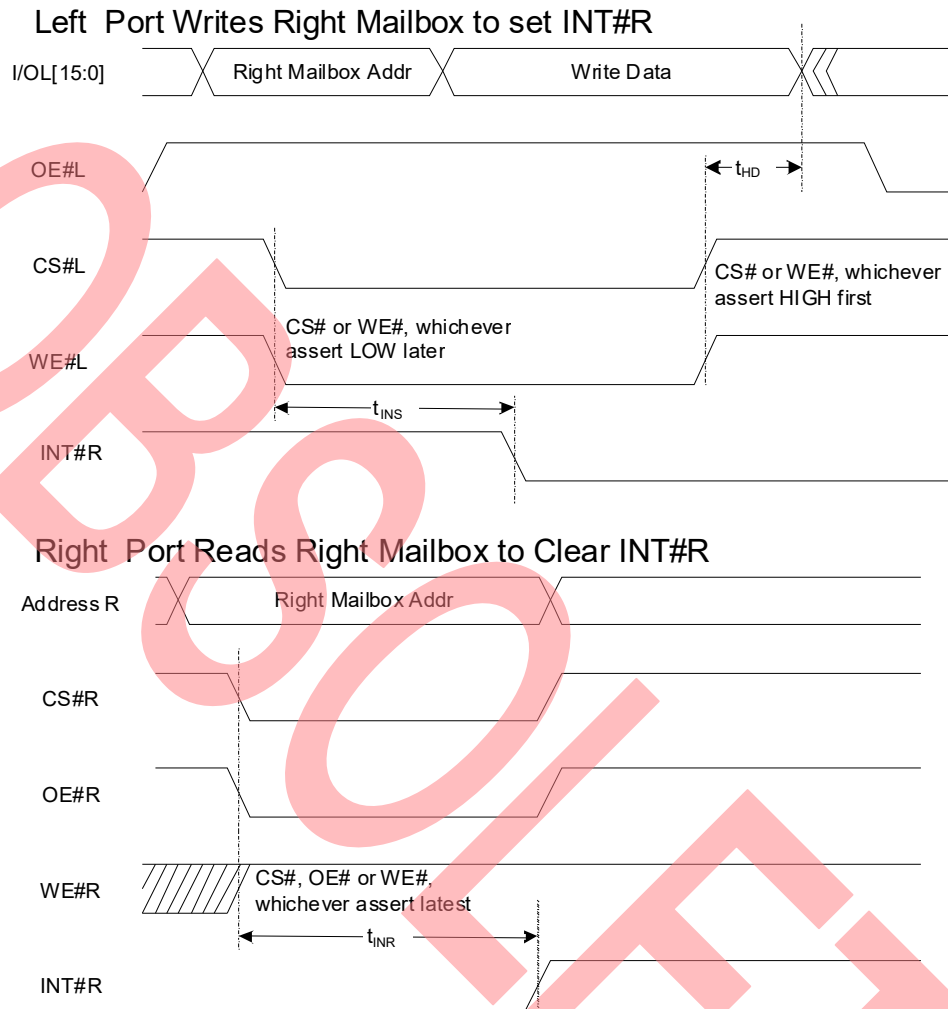 Left Port Writes Right Mailbox to set INT#R
I/OL[15:0]
Right Mailbox Addr
Write Data
OE#L
tHD
CS#L
CS# or WE#, whichever
assert HIGH first
CS# or WE#, whichever
assert LOW later
WE#L
tINS
INT#R
Right Port Reads Right Mailbox to Clear INT#R
Address R
Right Mailbox Addr
CS#R
OE#R
WE#R
CS#, OE# or WE#,
whichever assert latest
tINR
INT#R
OBSOLET